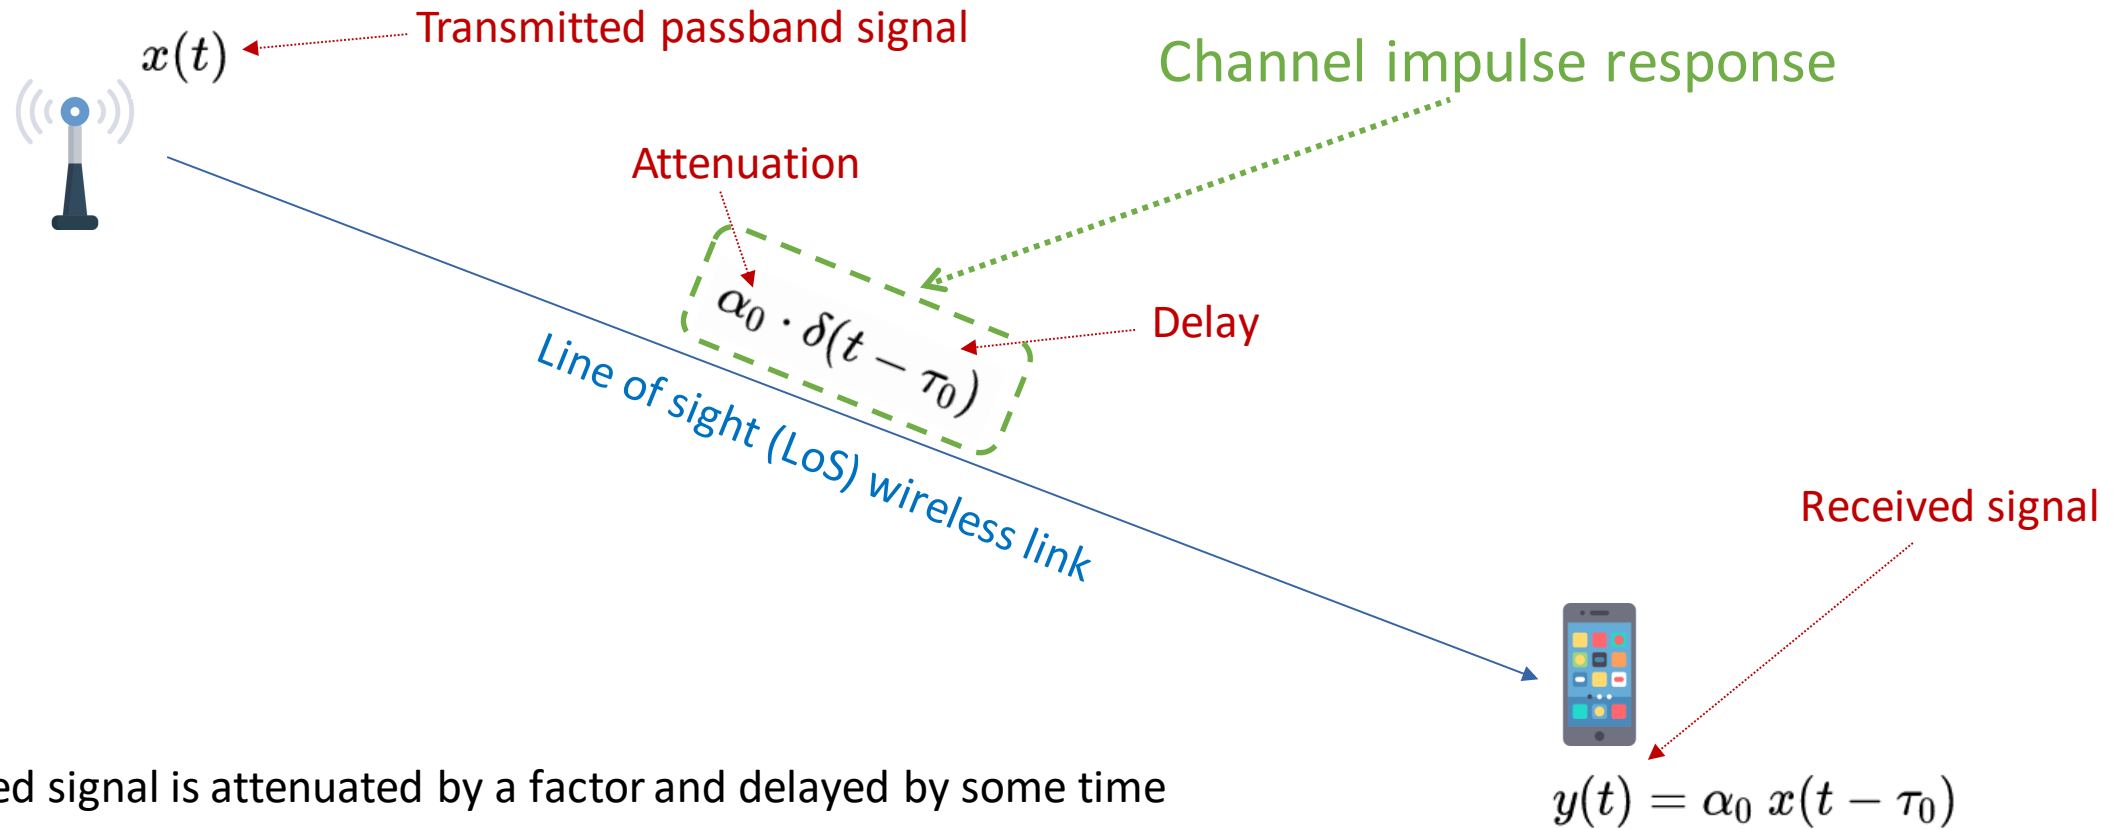 Transmitted passband signal
x(t)
Channel impulse response
Attenuation
α₀ · δ(t − τ₀)
Delay
Line of sight (LoS) wireless link
Received signal
signal is attenuated by a factor and delayed by some time
y(t) = α₀ x(t − τ₀)